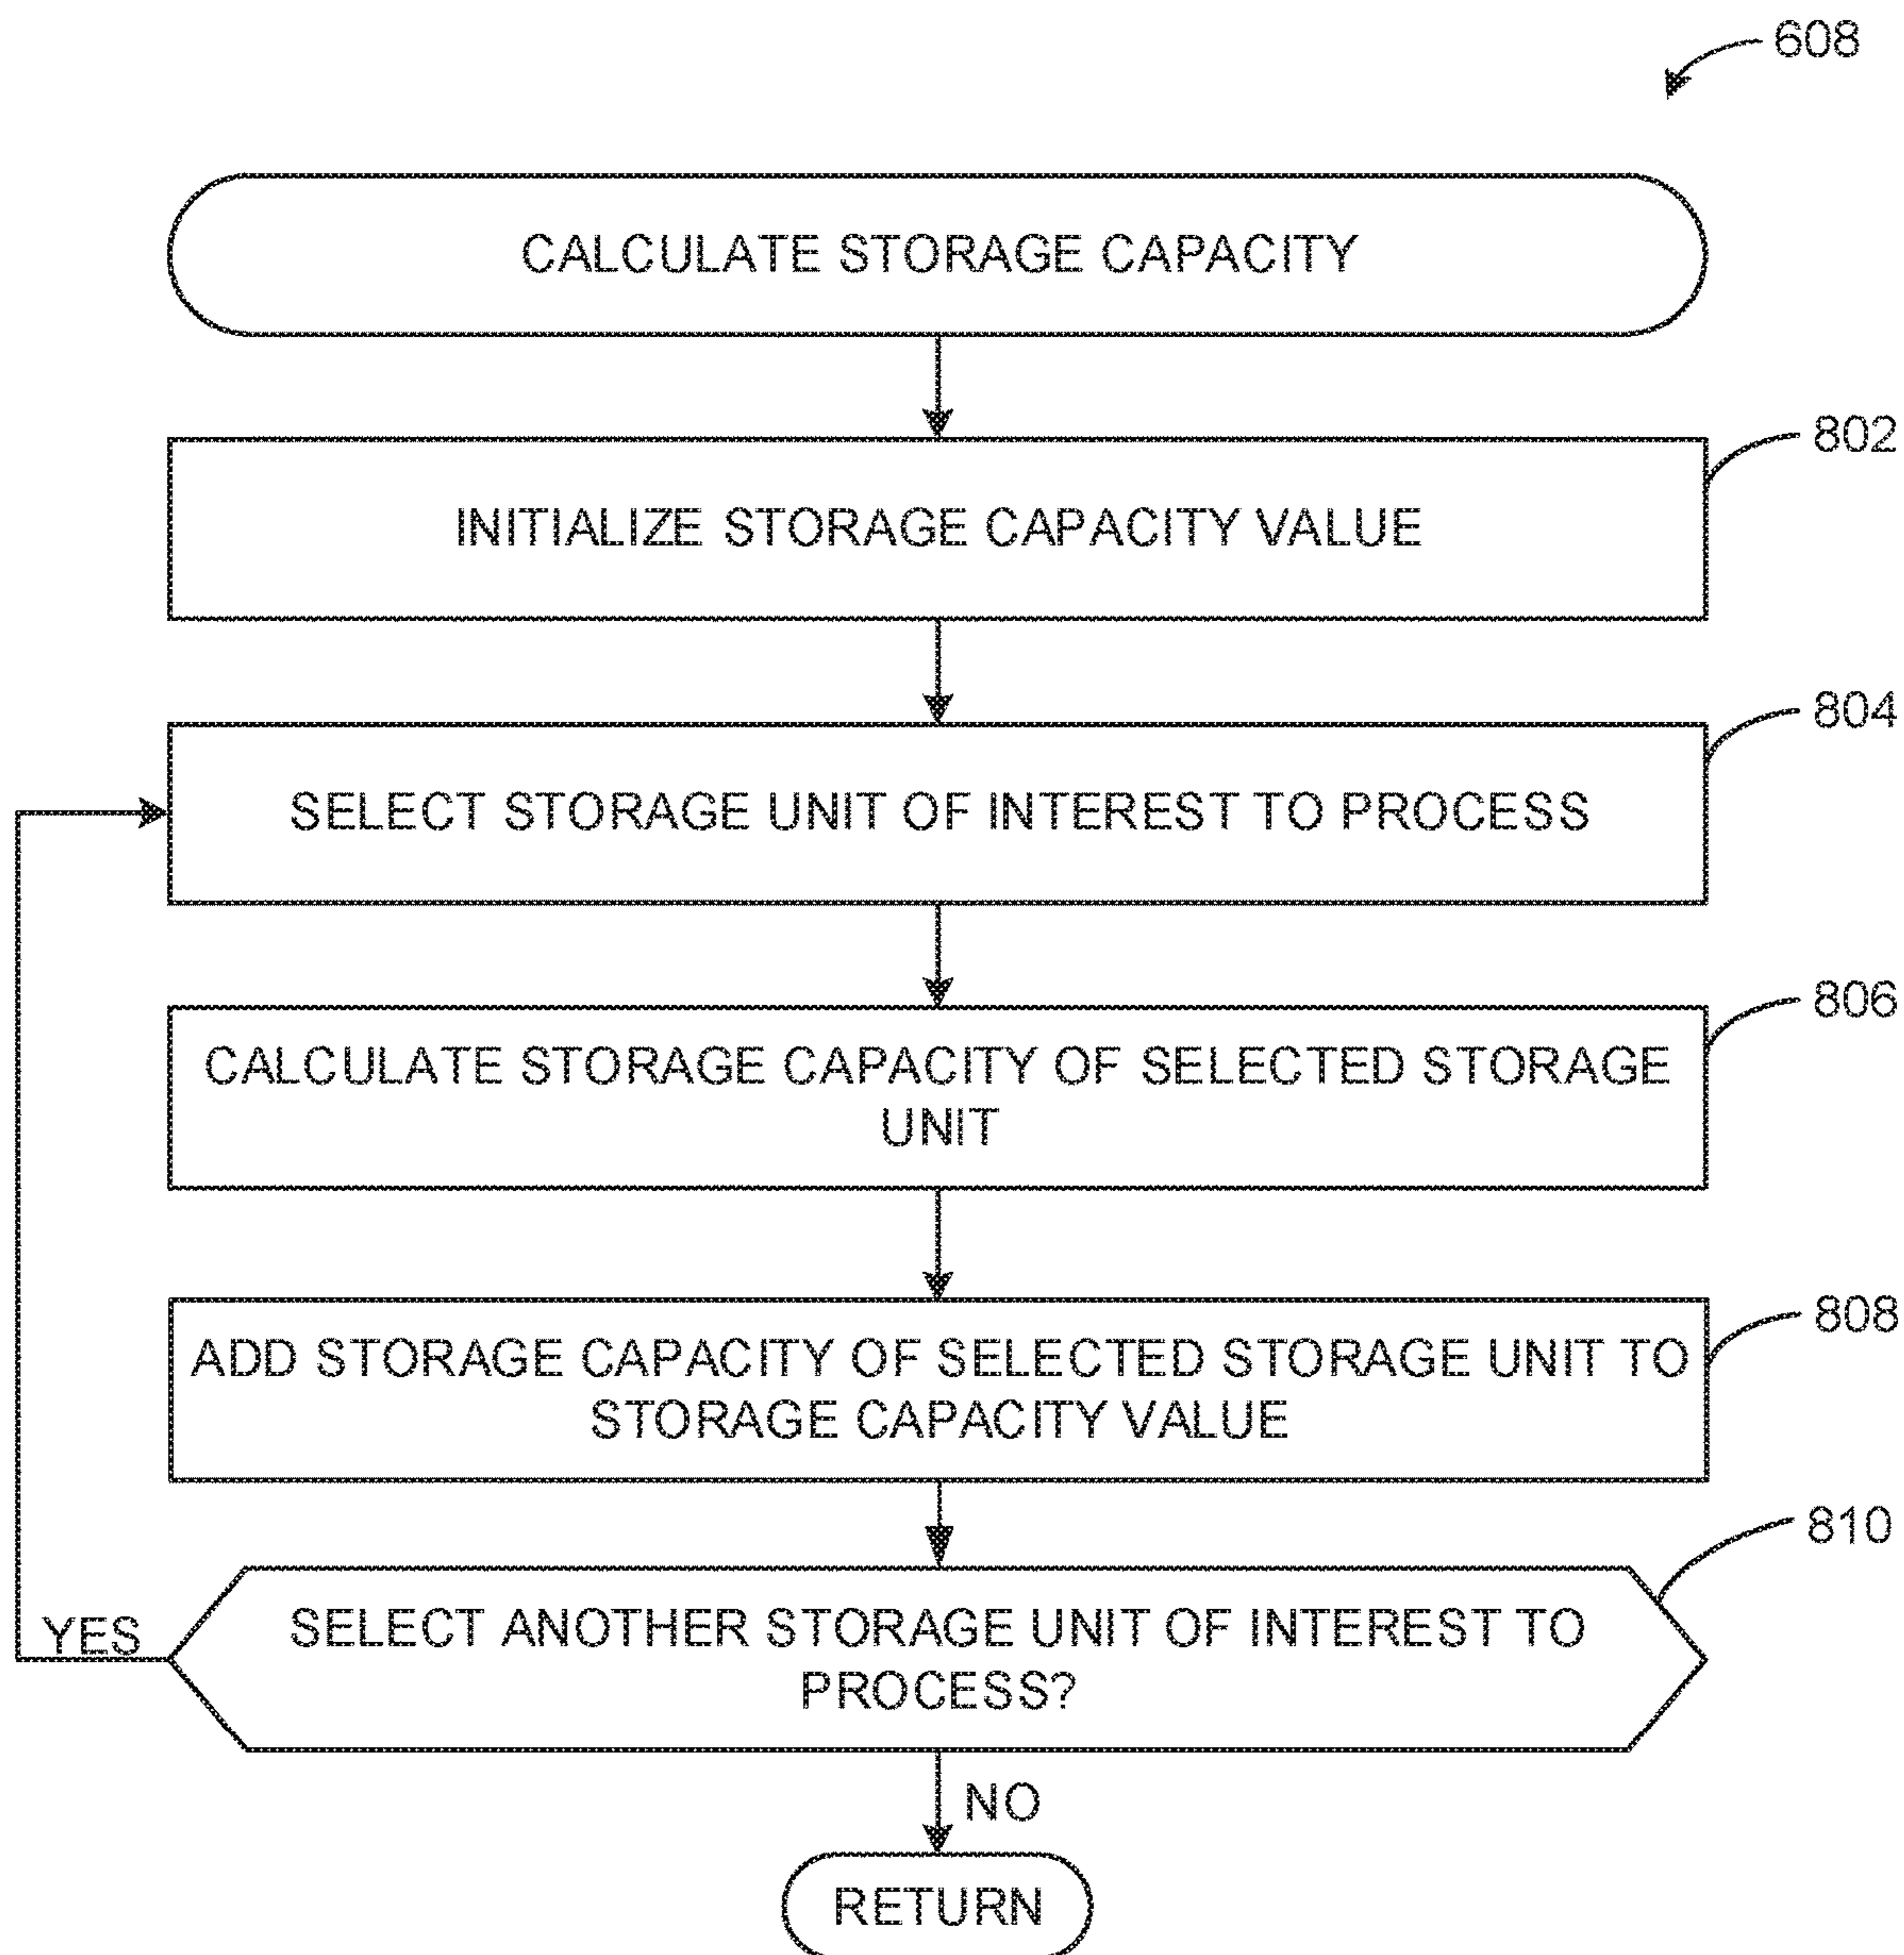 608
CALCULATE STORAGE CAPACITY
802
INITIALIZE STORAGE CAPACITY VALUE
804
SELECT STORAGE UNIT OF INTEREST TO PROCESS
806
CALCULATE STORAGE CAPACITY OF SELECTED STORAGE
UNIT
808
ADD STORAGE CAPACITY OF SELECTED STORAGE UNIT TO
STORAGE CAPACITY VALUE
810
YES
SELECT ANOTHER STORAGE UNIT OF INTEREST TO
PROCESS?
NO
RETURN